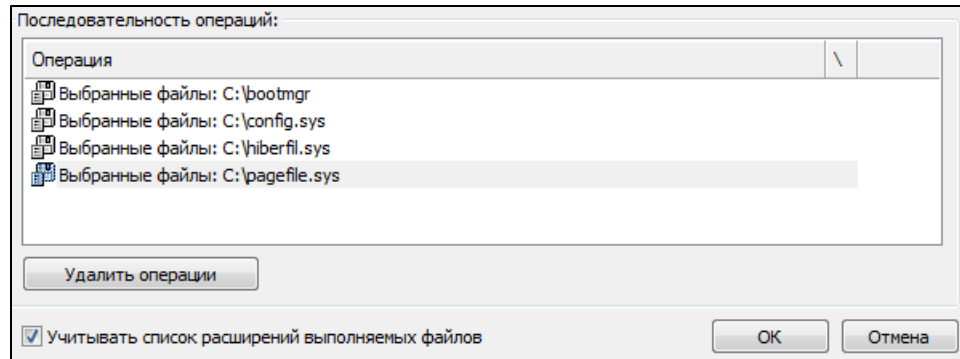 Последовательность операций:
Операция \
Выбранные файлы: C:\bootmgr
Выбранные файлы: C:\config.sys
Выбранные файлы: C:\hiberfil.sys
Выбранные файлы: C:\pagefile.sys
Удалить операции
Учитывать список расширений выполняемых файлов OK Отмена